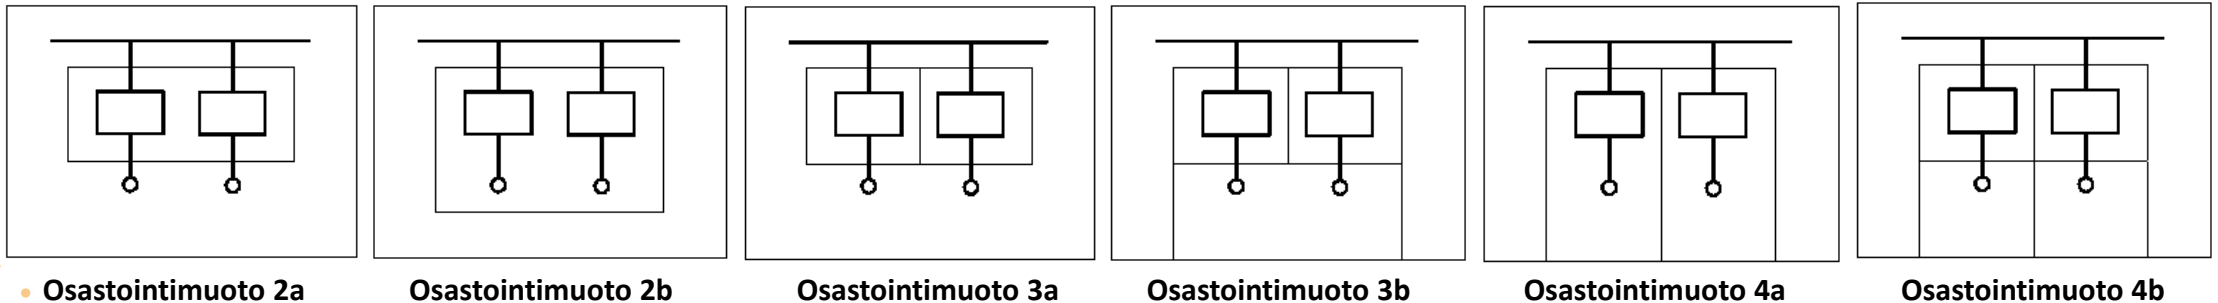 • Osastointimuoto 2a
Osastointimuoto 2b
Osastointimuoto 3a
Osastointimuoto 3b
Osastointimuoto 4a
Osastointimuoto 4b